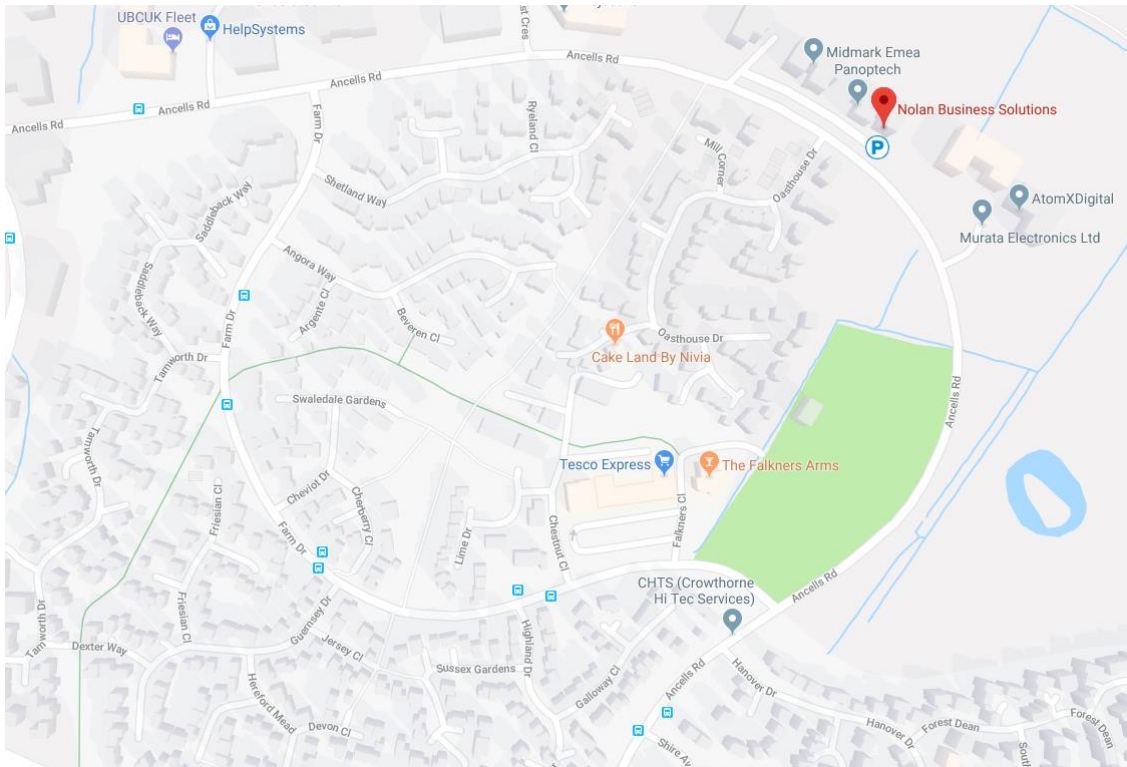 UBCUK Fleet
HelpSystems
Midmark Emea
Panoptech
Nolan Business Solutions
P
Ancells Rd
Ancells Rd
Ancells Rd
Ancells Rd
Farm Dr
Ryeland Cl
Mill Corner
Oasthouse Dr
Shetland Way
Saddleback Way
AtomXDigital
Murata Electronics Ltd
Angora Way
Argente Cl
Beveren Cl
Saddleback Way
Farm Dr
Tamworth Dr
Oasthouse Dr
Cake Land By Nivia
Ancells Rd
Swaledale Gardens
Tamworth Dr
Tesco Express
The Falkners Arms
Cheviot Dr
Cherberry Cl
Friesian Cl
Lime Dr
Chestnut Cl
Falkners Cl
Farm Dr
CHTS (Crowthorne
Hi Tec Services)
Ancells Rd
Tamworth Dr
Friesian Cl
Guernsey Dr
Jersey Cl
Dexter Way
Highland Dr
Sussex Gardens
Galloway Cl
Ancells Rd
Hanover Dr
Hereford Mead
Devon Cl
Hanover Dr
Forest Dean
Forest Dean
Shire Av